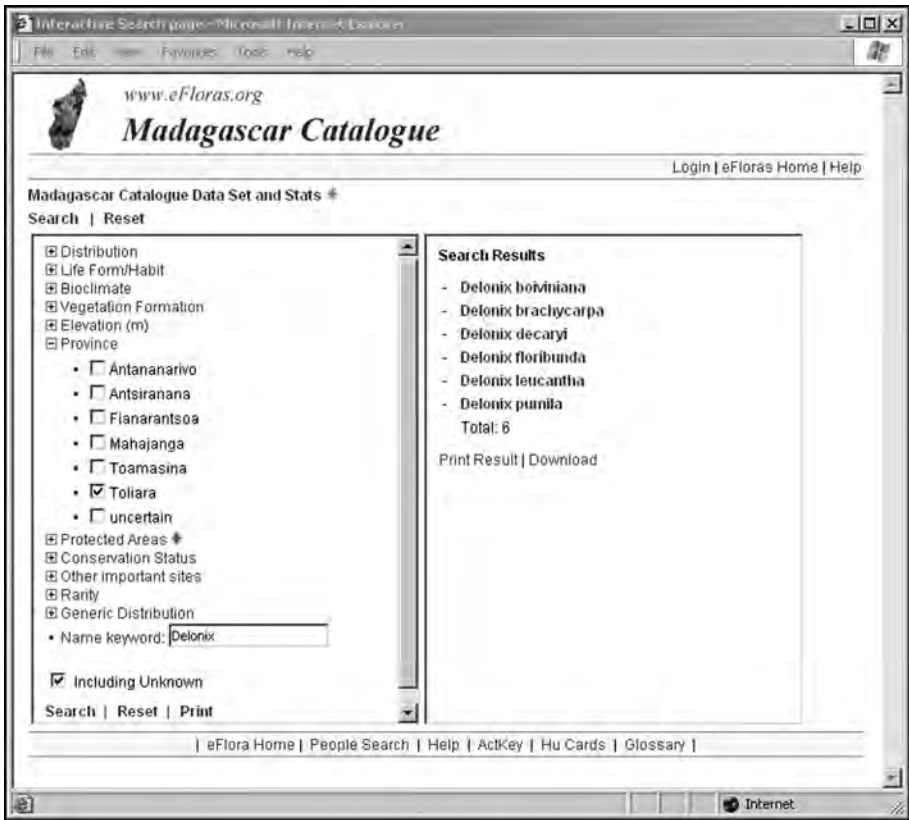 Interactive Search page - Microsoft Internet Explorer
File Edit View Favorites Tools Help
www.eFloras.org
Madagascar Catalogue
Login | eFloras Home | Help
Madagascar Catalogue Data Set and Stats
Search | Reset
Distribution
Life Form/Habit
Bioclimate
Vegetation Formation
Elevation (m)
Province
• Antananarivo
• Antsiranana
• Fianarantsoa
• Mahajanga
• Toamasina
• Toliara
• uncertain
Protected Areas
Conservation Status
Other important sites
Rarity
Generic Distribution
• Name keyword: Delonix
Including Unknown
Search | Reset | Print
Search Results
- Delonix boiviniana
- Delonix brachycarpa
- Delonix decaryi
- Delonix floribunda
- Delonix leucantha
- Delonix pumila
Total: 6
Print Result | Download
| eFlora Home | People Search | Help | ActKey | Hu Cards | Glossary |
Internet